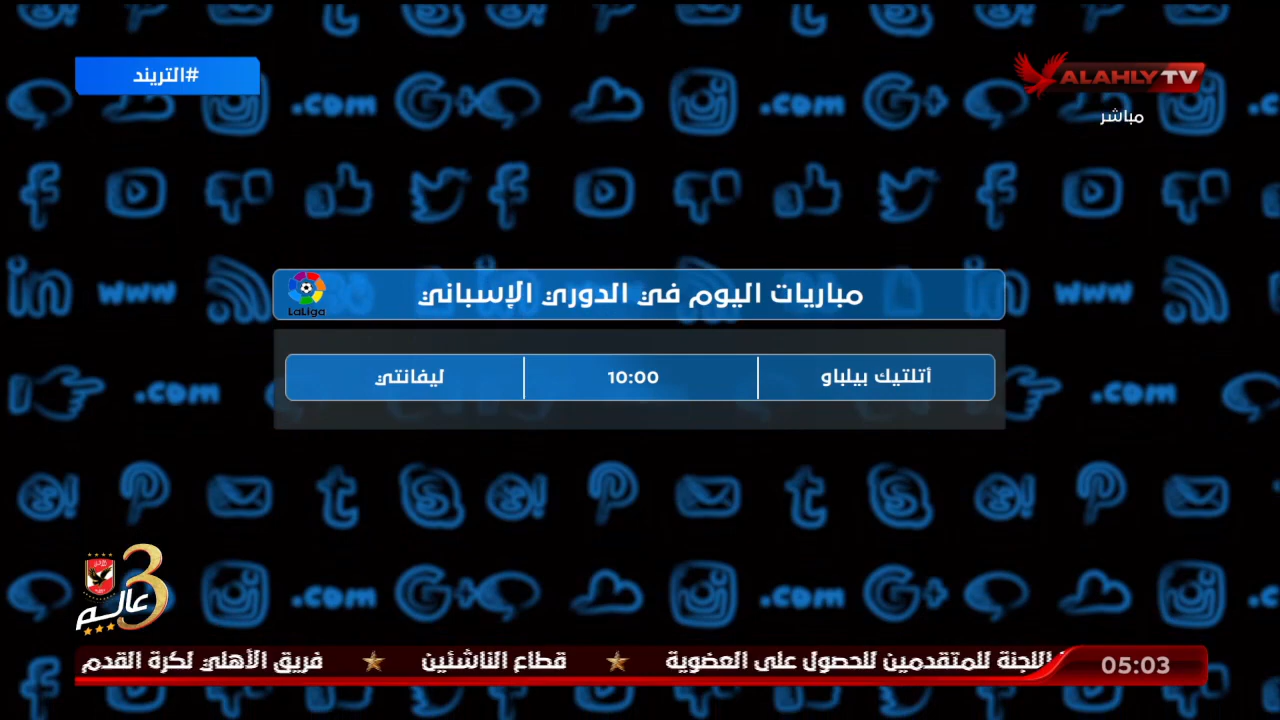 #التريند
ALAHLY TV
مباشر
مباريات اليوم في الدوري الإسباني
LaLiga
أتلتيك بيلباو 10:00 ليفانتي
3 عالم
05:03 اللجنة للمتقدمين للحصول على العضوية ★ قطاع الناشئين ★ فريق الأهلي لكرة القدم